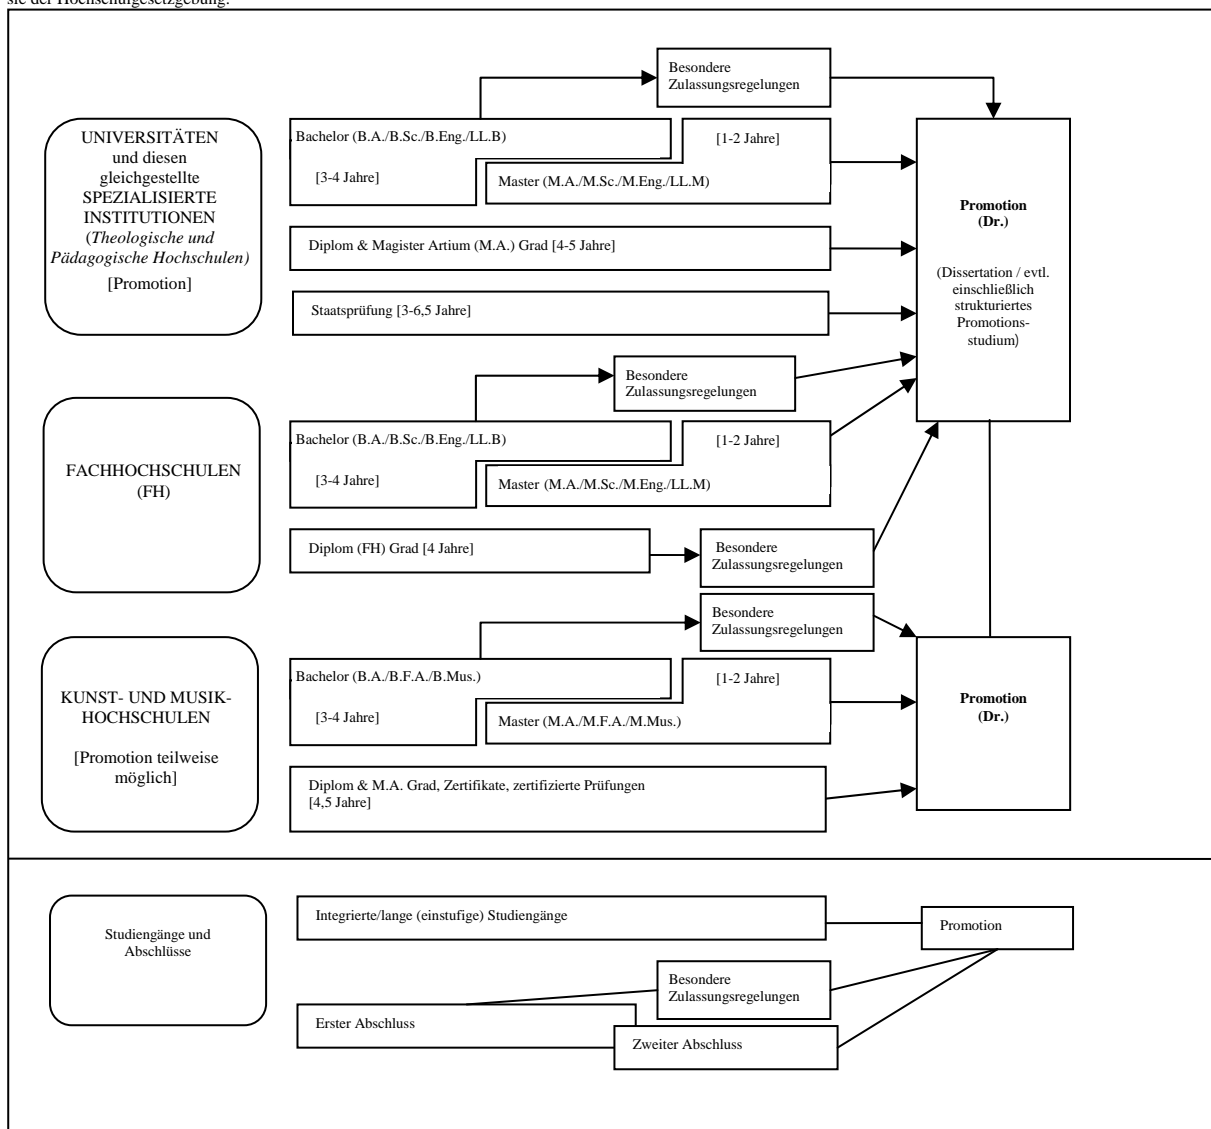 sie der Hochschulgesetzgebung.
Besondere
Zulassungsregelungen
UNIVERSITÄTEN
und diesen
gleichgestellte
SPEZIALISIERTE
INSTITUTIONEN
(Theologische und
Pädagogische Hochschulen)
[Promotion]
Bachelor (B.A./B.Sc./B.Eng./LL.B)
[3-4 Jahre]
[1-2 Jahre]
Master (M.A./M.Sc./M.Eng./LL.M)
Diplom & Magister Artium (M.A.) Grad [4-5 Jahre]
Staatsprüfung [3-6,5 Jahre]
Promotion
(Dr.)
(Dissertation / evtl.
einschließlich
strukturiertes
Promotions-
studium)
Besondere
Zulassungsregelungen
FACHHOCHSCHULEN
(FH)
Bachelor (B.A./B.Sc./B.Eng./LL.B)
[3-4 Jahre]
[1-2 Jahre]
Master (M.A./M.Sc./M.Eng./LL.M)
Diplom (FH) Grad [4 Jahre]
Besondere
Zulassungsregelungen
Besondere
Zulassungsregelungen
KUNST- UND MUSIK-
HOCHSCHULEN
[Promotion teilweise
möglich]
Bachelor (B.A./B.F.A./B.Mus.)
[3-4 Jahre]
[1-2 Jahre]
Master (M.A./M.F.A./M.Mus.)
Diplom & M.A. Grad, Zertifikate, zertifizierte Prüfungen
[4,5 Jahre]
Promotion
(Dr.)
Studiengänge und
Abschlüsse
Integrierte/lange (einstufige) Studiengänge
Promotion
Besondere
Zulassungsregelungen
Erster Abschluss
Zweiter Abschluss